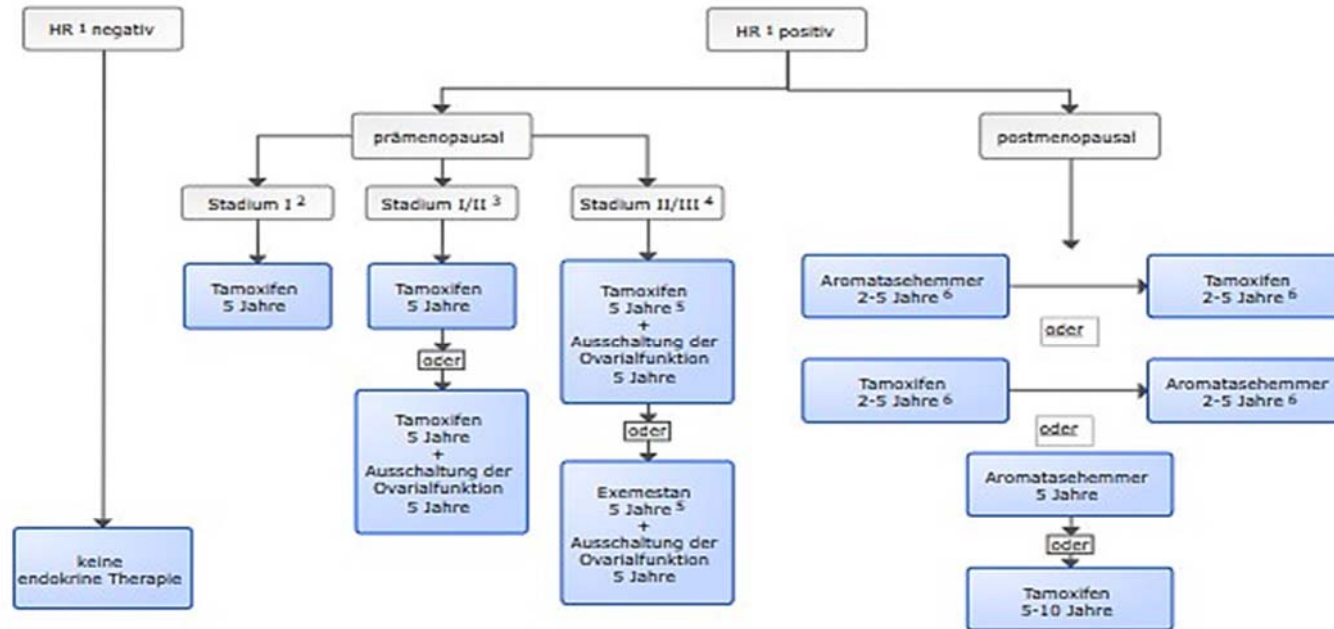 HR 1 negativ
HR 1 positiv
prämenopausal
postmenopausal
Stadium I 2
Stadium I/II 3
Stadium II/III 4
Tamoxifen
5 Jahre
Tamoxifen
5 Jahre
oder
Tamoxifen
5 Jahre
+
Ausschaltung der
Ovarialfunktion
5 Jahre
Tamoxifen
5 Jahre 5
+
Ausschaltung der
Ovarialfunktion
5 Jahre
oder
Exemestan
5 Jahre 5
+
Ausschaltung der
Ovarialfunktion
5 Jahre
Aromatasehemmer
2-5 Jahre 6
Tamoxifen
2-5 Jahre 6
oder
Tamoxifen
2-5 Jahre 6
Aromatasehemmer
2-5 Jahre 6
oder
Aromatasehemmer
5 Jahre
oder
Tamoxifen
5-10 Jahre
keine
endokrine Therapie